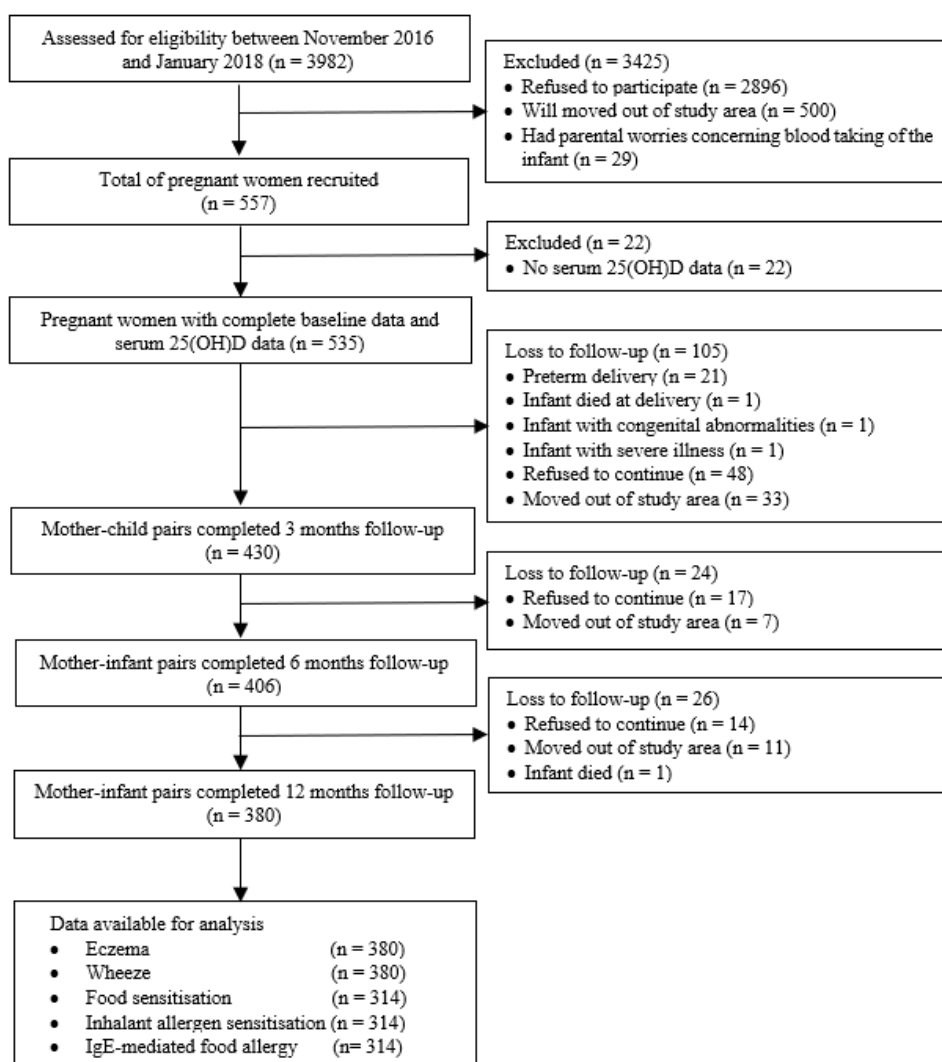 Assessed for eligibility between November 2016
and January 2018 (n = 3982)
Excluded (n = 3425)
• Refused to participate (n = 2896)
• Will moved out of study area (n = 500)
• Had parental worries concerning blood taking of the
infant (n = 29)
Total of pregnant women recruited
(n = 557)
Excluded (n = 22)
• No serum 25(OH)D data (n = 22)
Pregnant women with complete baseline data and
serum 25(OH)D data (n = 535)
Loss to follow-up (n = 105)
• Preterm delivery (n = 21)
• Infant died at delivery (n = 1)
• Infant with congenital abnormalities (n = 1)
• Infant with severe illness (n = 1)
• Refused to continue (n = 48)
• Moved out of study area (n = 33)
Mother-child pairs completed 3 months follow-up
(n = 430)
Loss to follow-up (n = 24)
• Refused to continue (n = 17)
• Moved out of study area (n = 7)
Mother-infant pairs completed 6 months follow-up
(n = 406)
Loss to follow-up (n = 26)
• Refused to continue (n = 14)
• Moved out of study area (n = 11)
• Infant died (n = 1)
Mother-infant pairs completed 12 months follow-up
(n = 380)
Data available for analysis
• Eczema (n = 380)
• Wheeze (n = 380)
• Food sensitisation (n = 314)
• Inhalant allergen sensitisation (n = 314)
• IgE-mediated food allergy (n= 314)